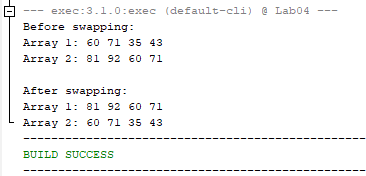 --- exec:3.1.0:exec (default-cli) @ Lab04 ---
Before swapping:
Array 1: 60 71 35 43
Array 2: 81 92 60 71

After swapping:
Array 1: 81 92 60 71
Array 2: 60 71 35 43
------------------------------------------------
BUILD SUCCESS
------------------------------------------------